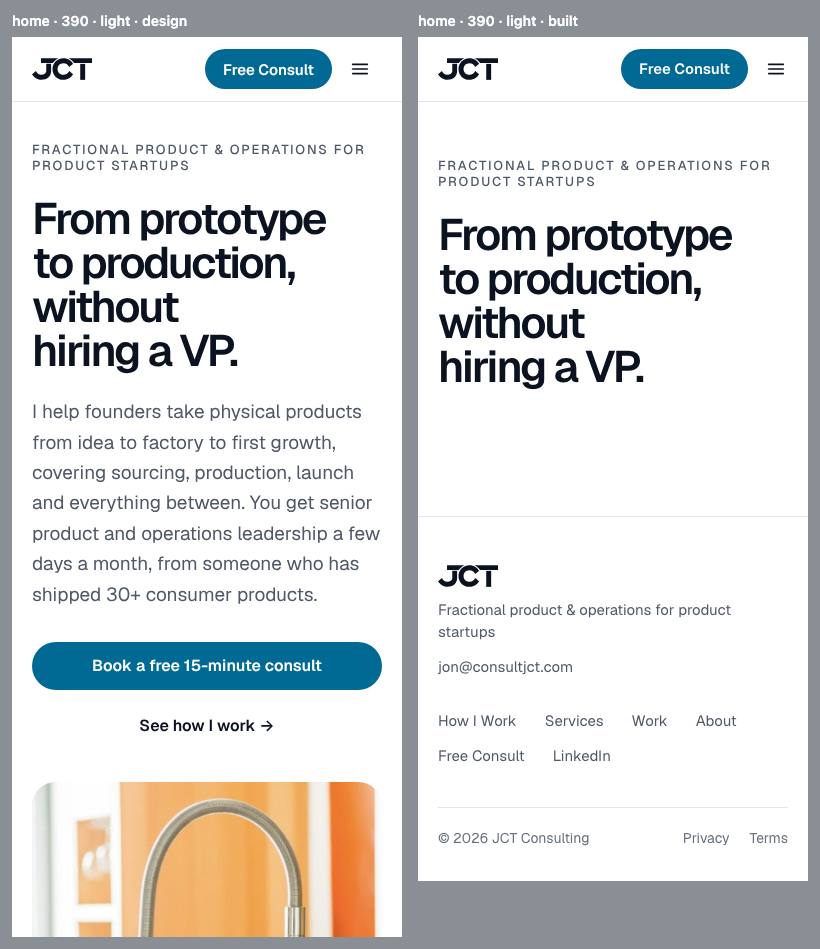 home · 390 · light · design
JCT
Free Consult
FRACTIONAL PRODUCT & OPERATIONS FOR
PRODUCT STARTUPS
From prototype
to production,
without
hiring a VP.
I help founders take physical products
from idea to factory to first growth,
covering sourcing, production, launch
and everything between. You get senior
product and operations leadership a few
days a month, from someone who has
shipped 30+ consumer products.
Book a free 15-minute consult
See how I work →
home · 390 · light · built
JCT
Free Consult
FRACTIONAL PRODUCT & OPERATIONS FOR
PRODUCT STARTUPS
From prototype
to production,
without
hiring a VP.
JCT
Fractional product & operations for product
startups
jon@consultjct.com
How I Work Services Work About
Free Consult LinkedIn
© 2026 JCT Consulting Privacy Terms